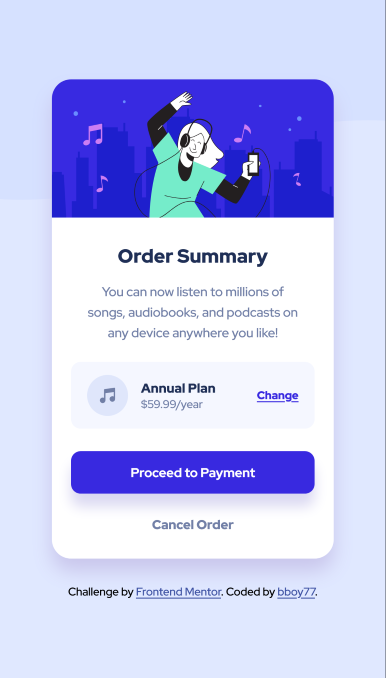 Order Summary
You can now listen to millions of
songs, audiobooks, and podcasts on
any device anywhere you like!
Annual Plan
$59.99/year
Change
Proceed to Payment
Cancel Order
Challenge by Frontend Mentor. Coded by bboy77.